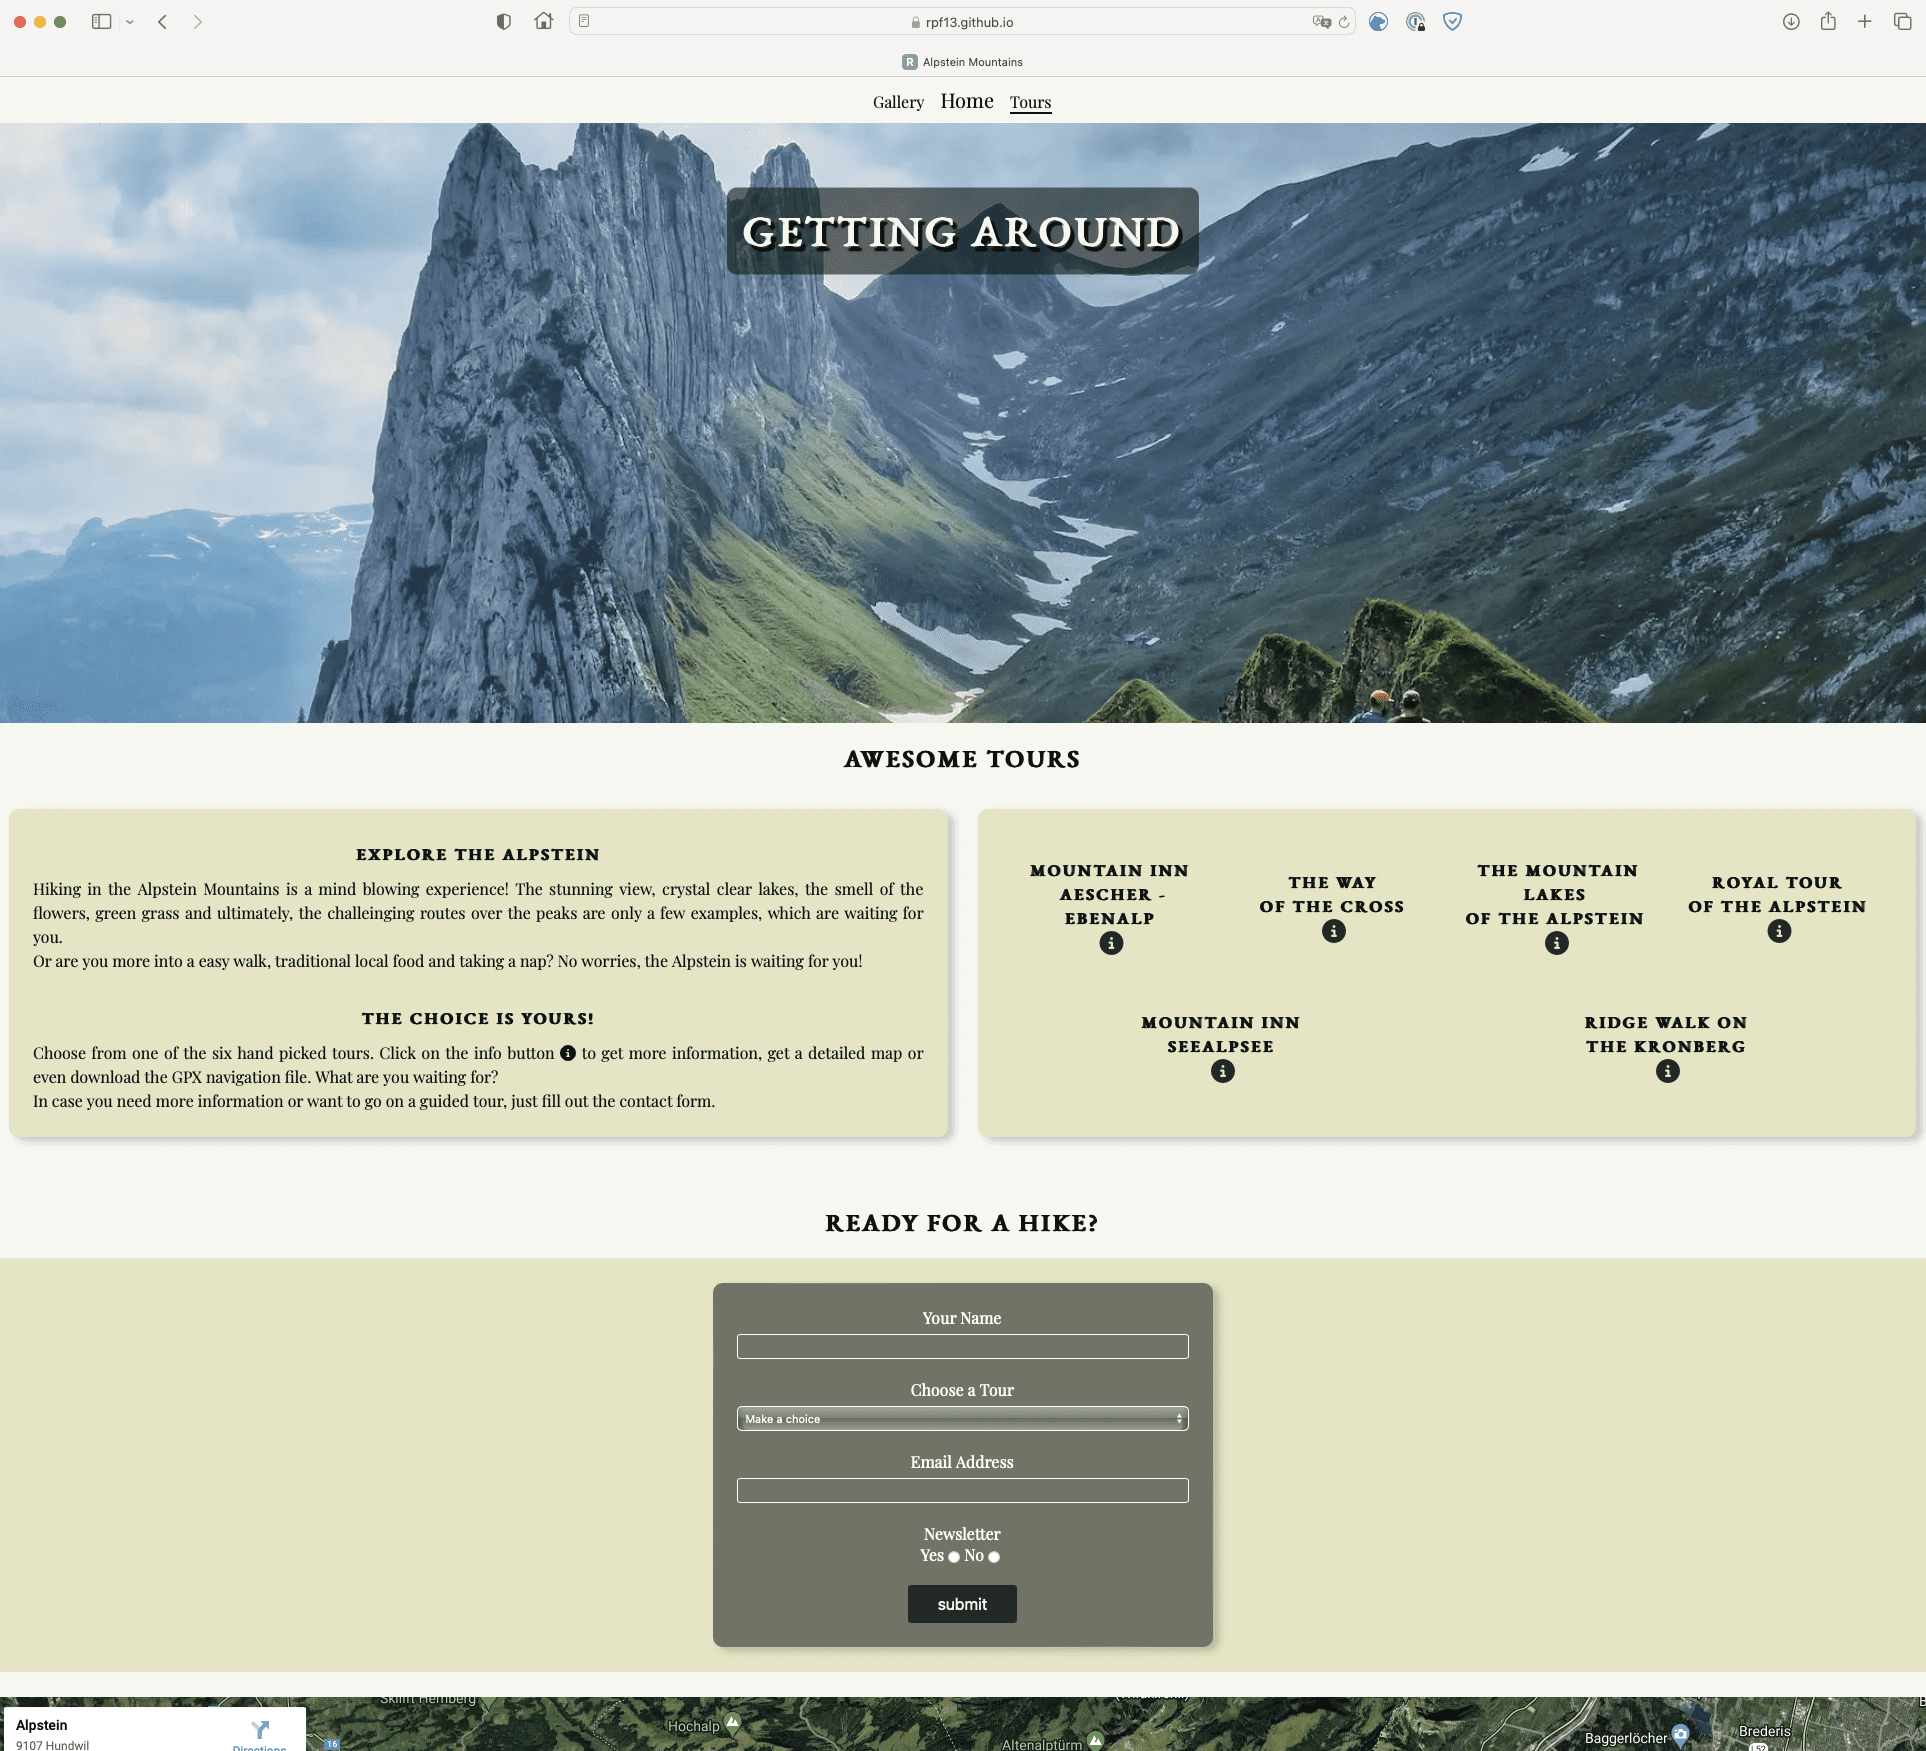 rpf13.github.io
R Alpstein Mountains
Gallery Home Tours
GETTING AROUND
AWESOME TOURS
EXPLORE THE ALPSTEIN
Hiking in the Alpstein Mountains is a mind blowing experience! The stunning view, crystal clear lakes, the smell of the
flowers, green grass and ultimately, the challeinging routes over the peaks are only a few examples, which are waiting for
you.
Or are you more into a easy walk, traditional local food and taking a nap? No worries, the Alpstein is waiting for you!
THE CHOICE IS YOURS!
Choose from one of the six hand picked tours. Click on the info button i to get more information, get a detailed map or
even download the GPX navigation file. What are you waiting for?
In case you need more information or want to go on a guided tour, just fill out the contact form.
MOUNTAIN INN
AESCHER -
EBENALP
THE WAY
OF THE CROSS
THE MOUNTAIN
LAKES
OF THE ALPSTEIN
ROYAL TOUR
OF THE ALPSTEIN
MOUNTAIN INN
SEEALPSEE
RIDGE WALK ON
THE KRONBERG
READY FOR A HIKE?
Your Name
Choose a Tour
Make a choice
Email Address
Newsletter
Yes No
submit
Alpstein
9107 Hundwil
Directions
16
Skilift Hemberg
Hochalp
Altenalptürm
Baggerlöcher
Brederis
L52